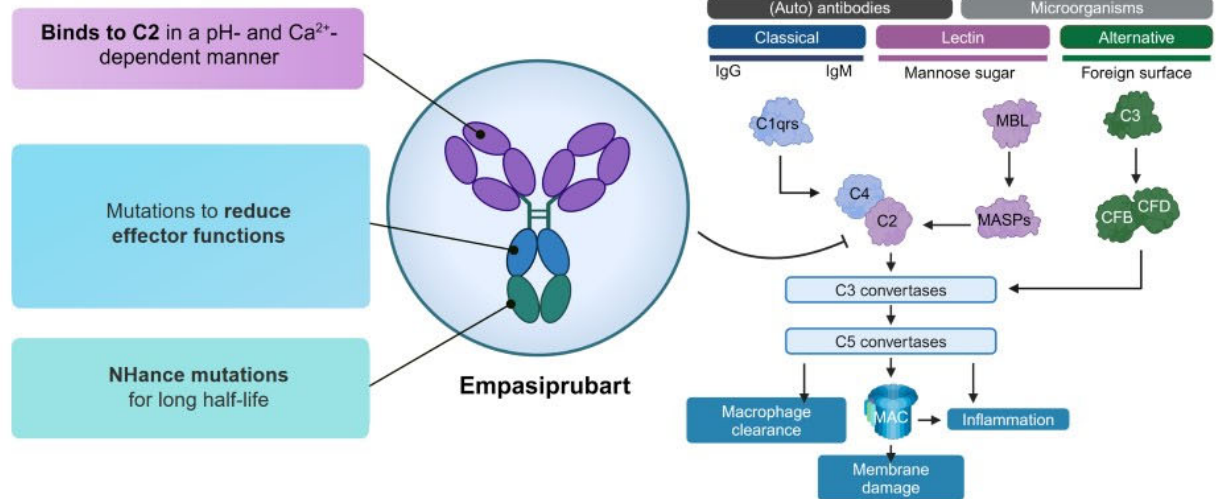 Binds to C2 in a pH- and Ca²⁺-
dependent manner
Mutations to reduce
effector functions
NHance mutations
for long half-life
Empasiprubart
(Auto) antibodies
Microorganisms
Classical
Lectin
Alternative
IgG
IgM
Mannose sugar
Foreign surface
C1qrs
MBL
C3
C4
C2
MASPs
CFB
CFD
C3 convertases
C5 convertases
Macrophage
clearance
MAC
Inflammation
Membrane
damage